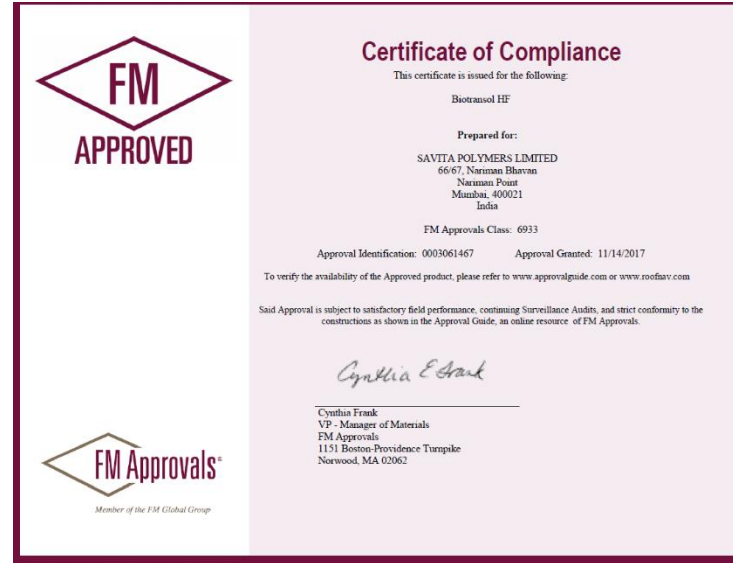 FM
APPROVED
Certificate of Compliance
This certificate is issued for the following:
Biotransol HF
Prepared for:
SAVITA POLYMERS LIMITED
66/67, Nariman Bhavan
Nariman Point
Mumbai, 400021
India
FM Approvals Class: 6933
Approval Identification: 0003061467 Approval Granted: 11/14/2017
To verify the availability of the Approved product, please refer to www.approvalguide.com or www.roofnav.com
Said Approval is subject to satisfactory field performance, continuing Surveillance Audits, and strict conformity to the
constructions as shown in the Approval Guide, an online resource of FM Approvals.
Cynthia E Frank
Cynthia Frank
VP - Manager of Materials
FM Approvals
1151 Boston-Providence Turnpike
Norwood, MA 02062
FM Approvals®
Member of the FM Global Group